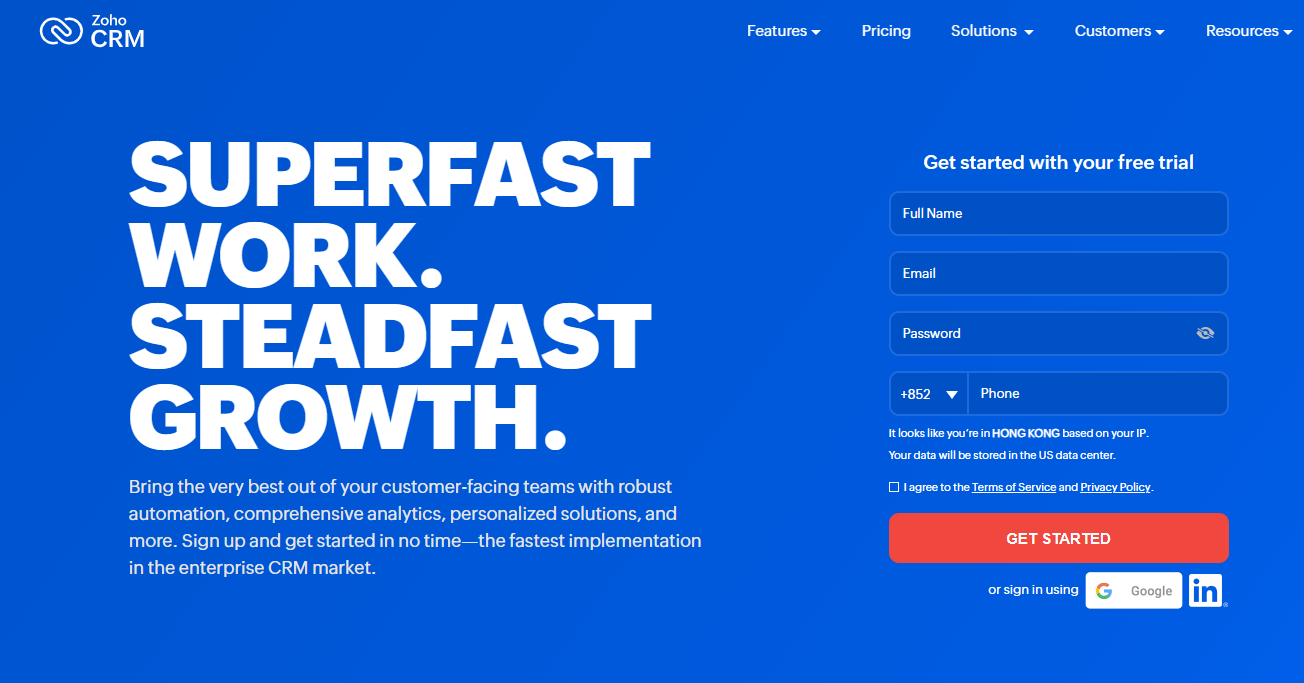 Zoho
CRM
Features
Pricing
Solutions
Customers
Resources
SUPERFAST
WORK.
STEADFAST
GROWTH.
Bring the very best out of your customer-facing teams with robust
automation, comprehensive analytics, personalized solutions, and
more. Sign up and get started in no time—the fastest implementation
in the enterprise CRM market.
Get started with your free trial
Full Name
Email
Password
+852
Phone
It looks like you’re in HONG KONG based on your IP.
Your data will be stored in the US data center.
I agree to the Terms of Service and Privacy Policy.
GET STARTED
or sign in using
Google
in